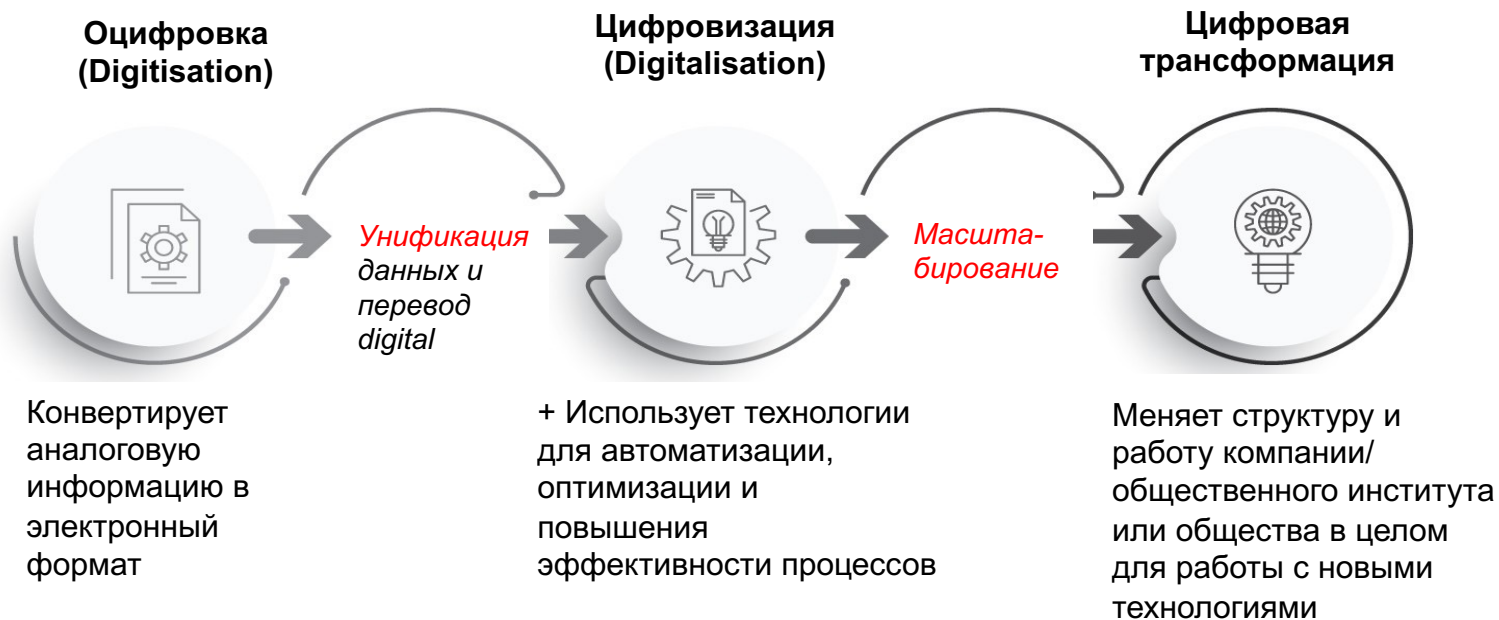 Оцифровка
(Digitisation)
Цифровизация
(Digitalisation)
Цифровая
трансформация
Унификация
данных и
перевод
digital
Масшта-
бирование
Конвертирует
аналоговую
информацию в
электронный
формат
+ Использует технологии
для автоматизации,
оптимизации и
повышения
эффективности процессов
Меняет структуру и
работу компании/
общественного института
или общества в целом
для работы с новыми
технологиями